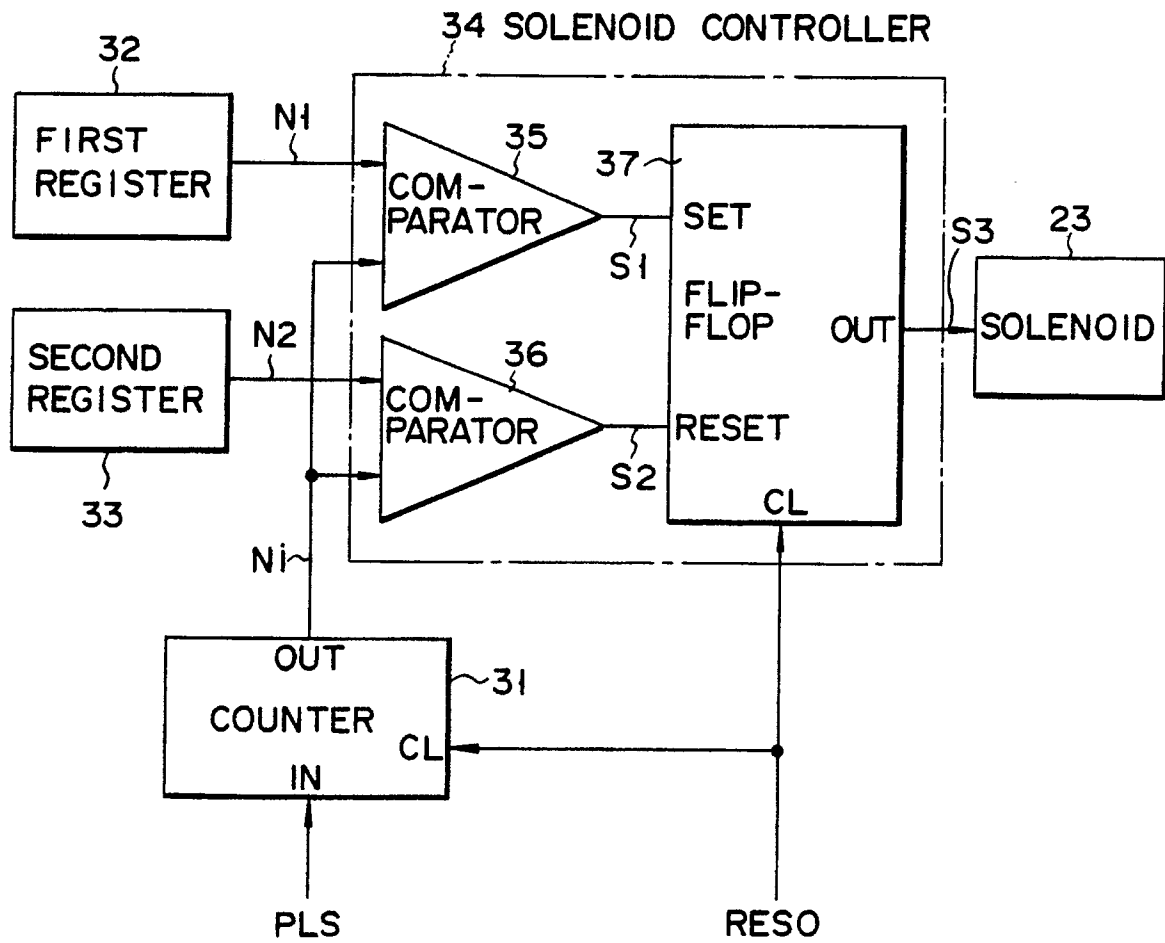 34 SOLENOID CONTROLLER
32
FIRST
REGISTER
N1
35
COM-
PARATOR
S1
37
SET
FLIP-
FLOP
OUT
RESET
CL
S3
23
SOLENOID
SECOND
REGISTER
33
N2
36
COM-
PARATOR
S2
Ni
OUT
COUNTER
CL
IN
31
PLS
RESO